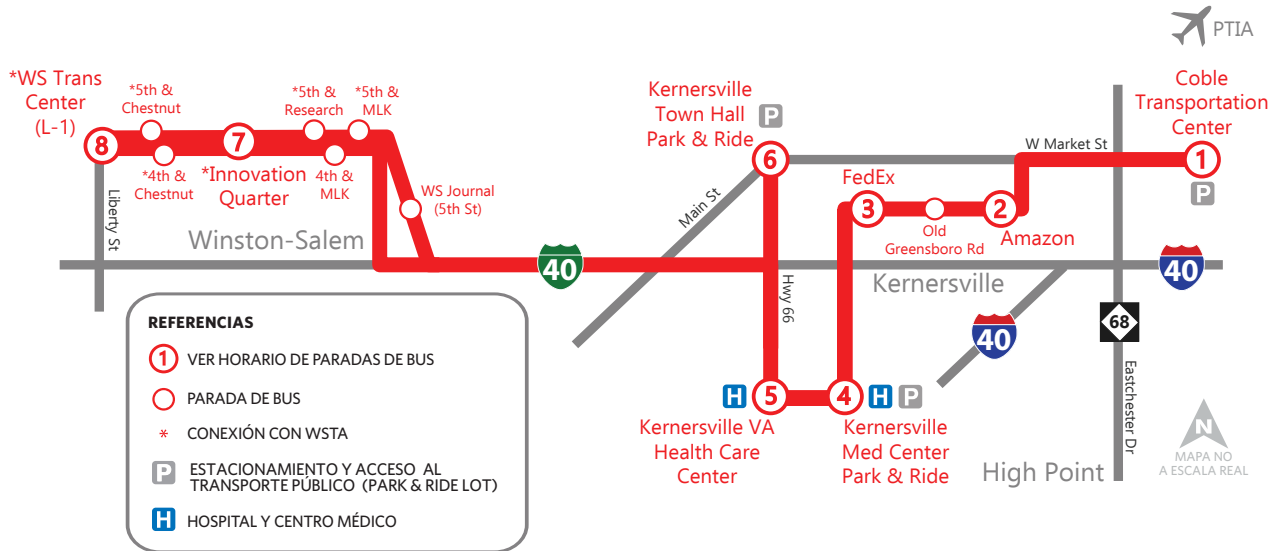 PTIA
*WS Trans
Center
(L-1)
*5th &
Chestnut
*5th &
Research
*5th &
MLK
Kernersville
Town Hall
Park & Ride
P
Coble
Transportation
Center
8
7
6
1
W Market St
P
*4th &
Chestnut
*Innovation
Quarter
4th &
MLK
WS Journal
(5th St)
Liberty St
Main St
FedEx
3
2
Old
Greensboro Rd
Amazon
Winston-Salem
40
Hwy 66
Kernersville
40
40
68
Eastchester Dr
H
5
4
H
P
Kernersville VA
Health Care
Center
Kernersville
Med Center
Park & Ride
High Point
N
MAPA NO
A ESCALA REAL
REFERENCIAS
1 VER HORARIO DE PARADAS DE BUS
PARADA DE BUS
* CONEXIÓN CON WSTA
P ESTACIONAMIENTO Y ACCESO AL
TRANSPORTE PÚBLICO (PARK & RIDE LOT)
H HOSPITAL Y CENTRO MÉDICO